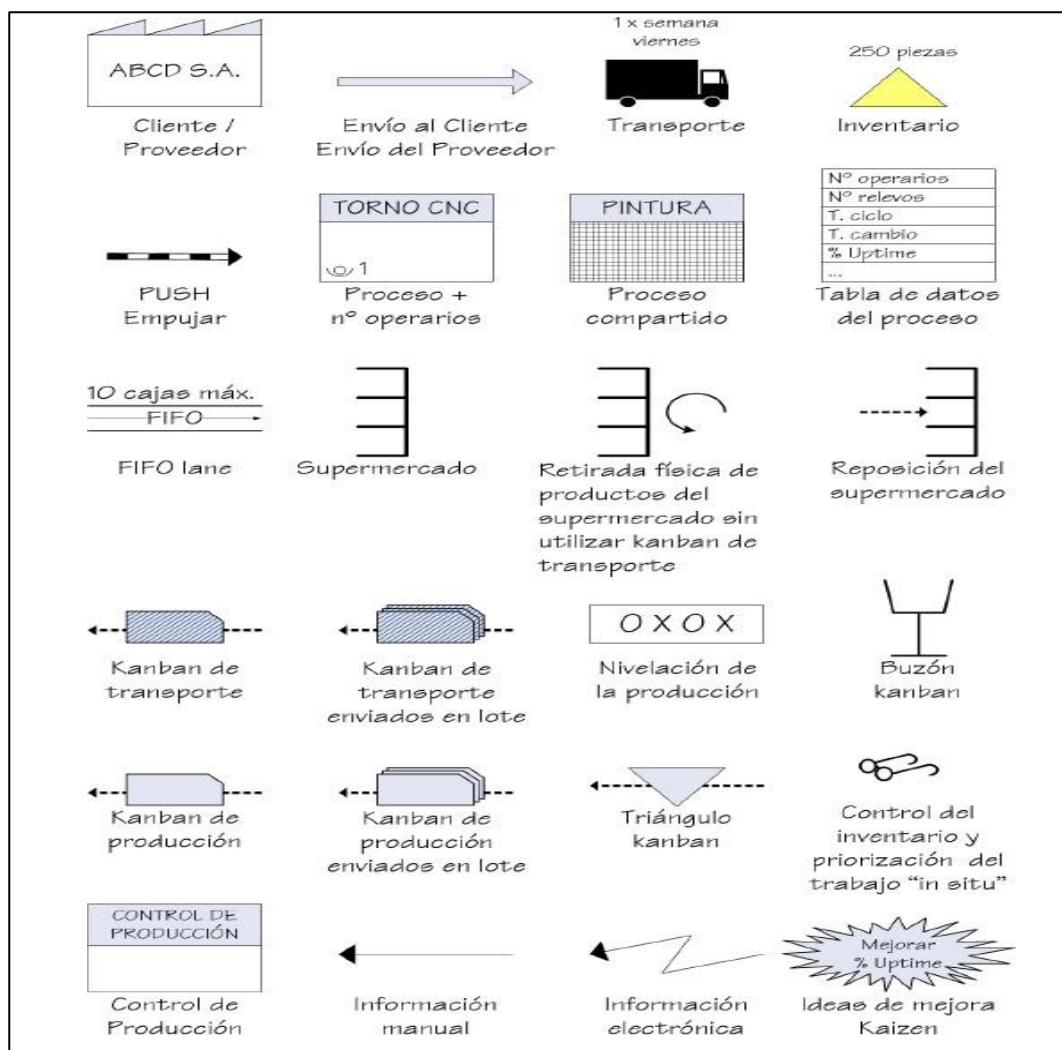 ABCD S.A.
Cliente /
Proveedor
Envío al Cliente
Envío del Proveedor
1 x semana
viernes
Transporte
250 piezas
Inventario
PUSH
Empujar
TORNO CNC
1
Proceso +
nº operarios
PINTURA
Proceso
compartido
Nº operarios
Nº relevos
T. ciclo
T. cambio
% Uptime
...
Tabla de datos
del proceso
10 cajas máx.
FIFO
FIFO lane
Supermercado
Retirada física de
productos del
supermercado sin
utilizar kanban de
transporte
Reposición del
supermercado
Kanban de
transporte
Kanban de
transporte
enviados en lote
O X O X
Nivelación de
la producción
Buzón
kanban
Kanban de
producción
Kanban de
producción
enviados en lote
Triángulo
kanban
Control del
inventario y
priorización del
trabajo “in situ”
CONTROL DE
PRODUCCIÓN
Control de
Producción
Información
manual
Información
electrónica
Mejorar
% Uptime
Ideas de mejora
Kaizen